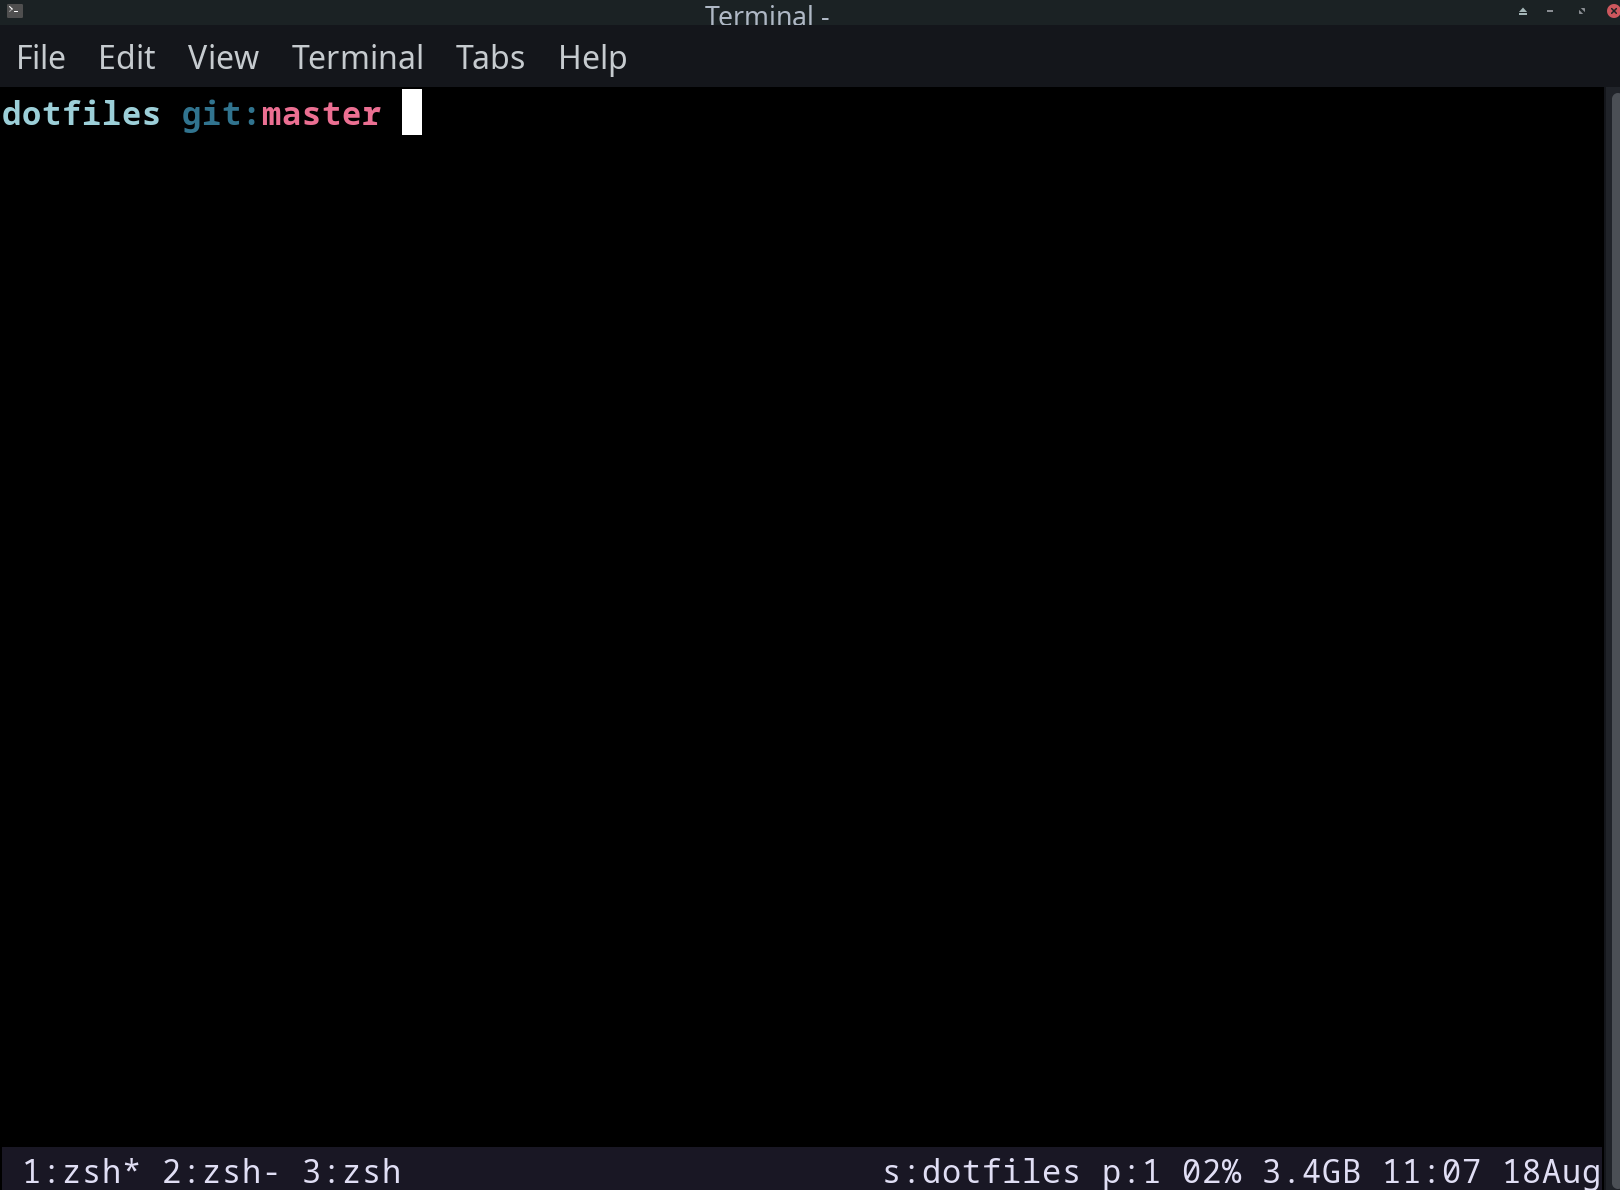 Terminal -
File Edit View Terminal Tabs Help
dotfiles git:master
1:zsh* 2:zsh- 3:zsh s:dotfiles p:1 02% 3.4GB 11:07 18Aug